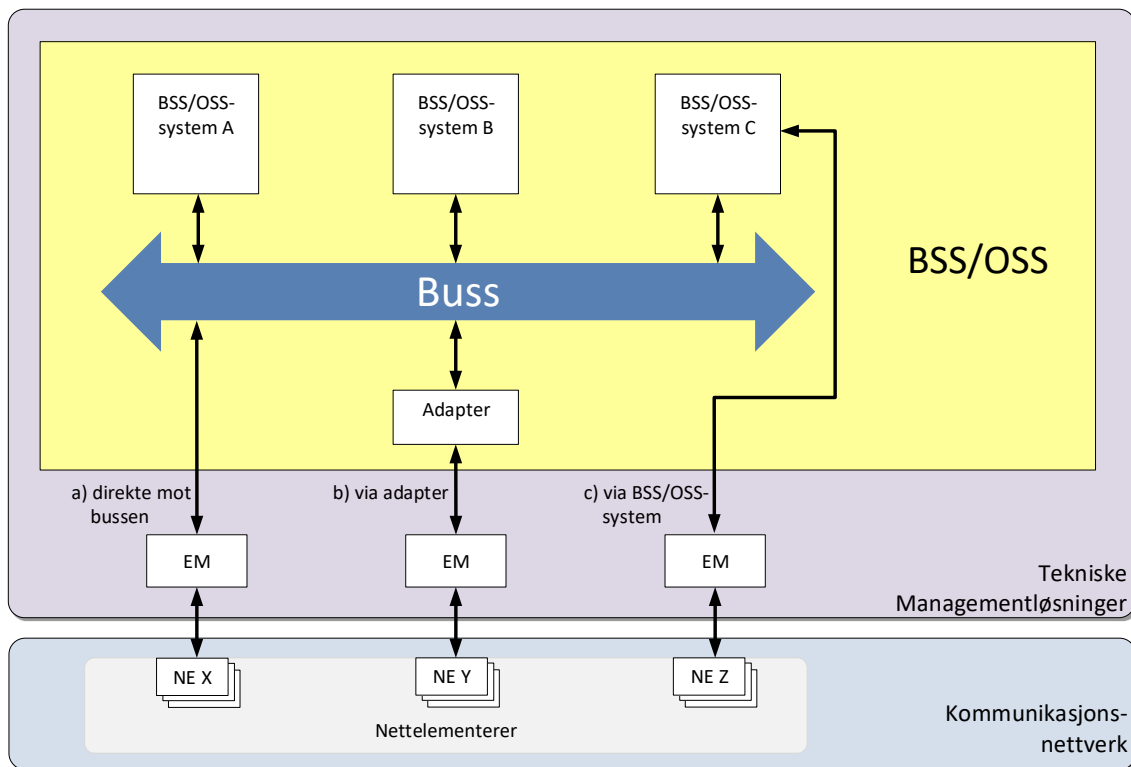 BSS/OSS-
system A
BSS/OSS-
system B
BSS/OSS-
system C
BSS/OSS
Buss
Adapter
a) direkte mot
bussen
b) via adapter
c) via BSS/OSS-
system
EM
EM
EM
Tekniske
Managementløsninger
NE X
NE Y
NE Z
Nettelementerer
Kommunikasjons-
nettverk